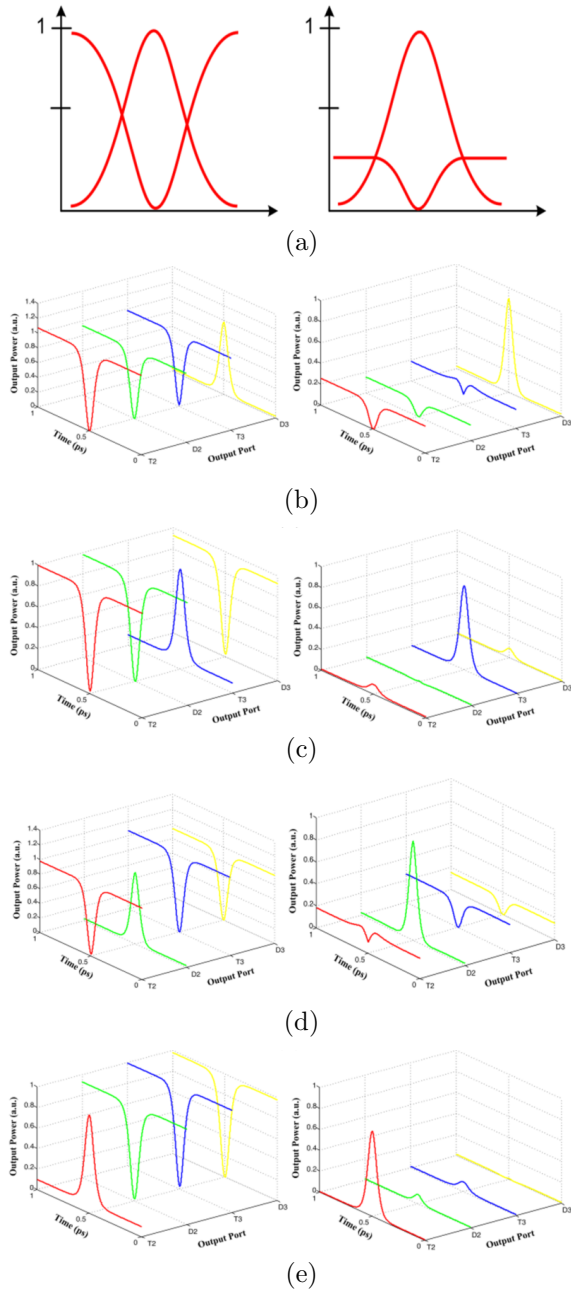 1
1
(a)
Output Power (a.u.)
1.4
1.2
1
0.8
0.6
0.4
0.2
0
1
0.5
0
Time (ps)
T2
D2
T3
D3
Output Port
Output Power (a.u.)
1
0.8
0.6
0.4
0.2
0
1
0.5
0
Time (ps)
T2
D2
T3
D3
Output Port
(b)
Output Power (a.u.)
1
0.8
0.6
0.4
0.2
0
1
0.5
0
Time (ps)
T2
D2
T3
D3
Output Port
Output Power (a.u.)
1
0.8
0.6
0.4
0.2
0
1
0.5
0
Time (ps)
T2
D2
T3
D3
Output Port
(c)
Output Power (a.u.)
1.4
1.2
1
0.8
0.6
0.4
0.2
0
1
0.5
0
Time (ps)
T2
D2
T3
D3
Output Port
Output Power (a.u.)
1
0.8
0.6
0.4
0.2
0
1
0.5
0
Time (ps)
T2
D2
T3
D3
Output Port
(d)
Output Power (a.u.)
1
0.8
0.6
0.4
0.2
0
1
0.5
0
Time (ps)
T2
D2
T3
D3
Output Port
Output Power (a.u.)
1
0.8
0.6
0.4
0.2
0
1
0.5
0
Time (ps)
T2
D2
T3
D3
Output Port
(e)